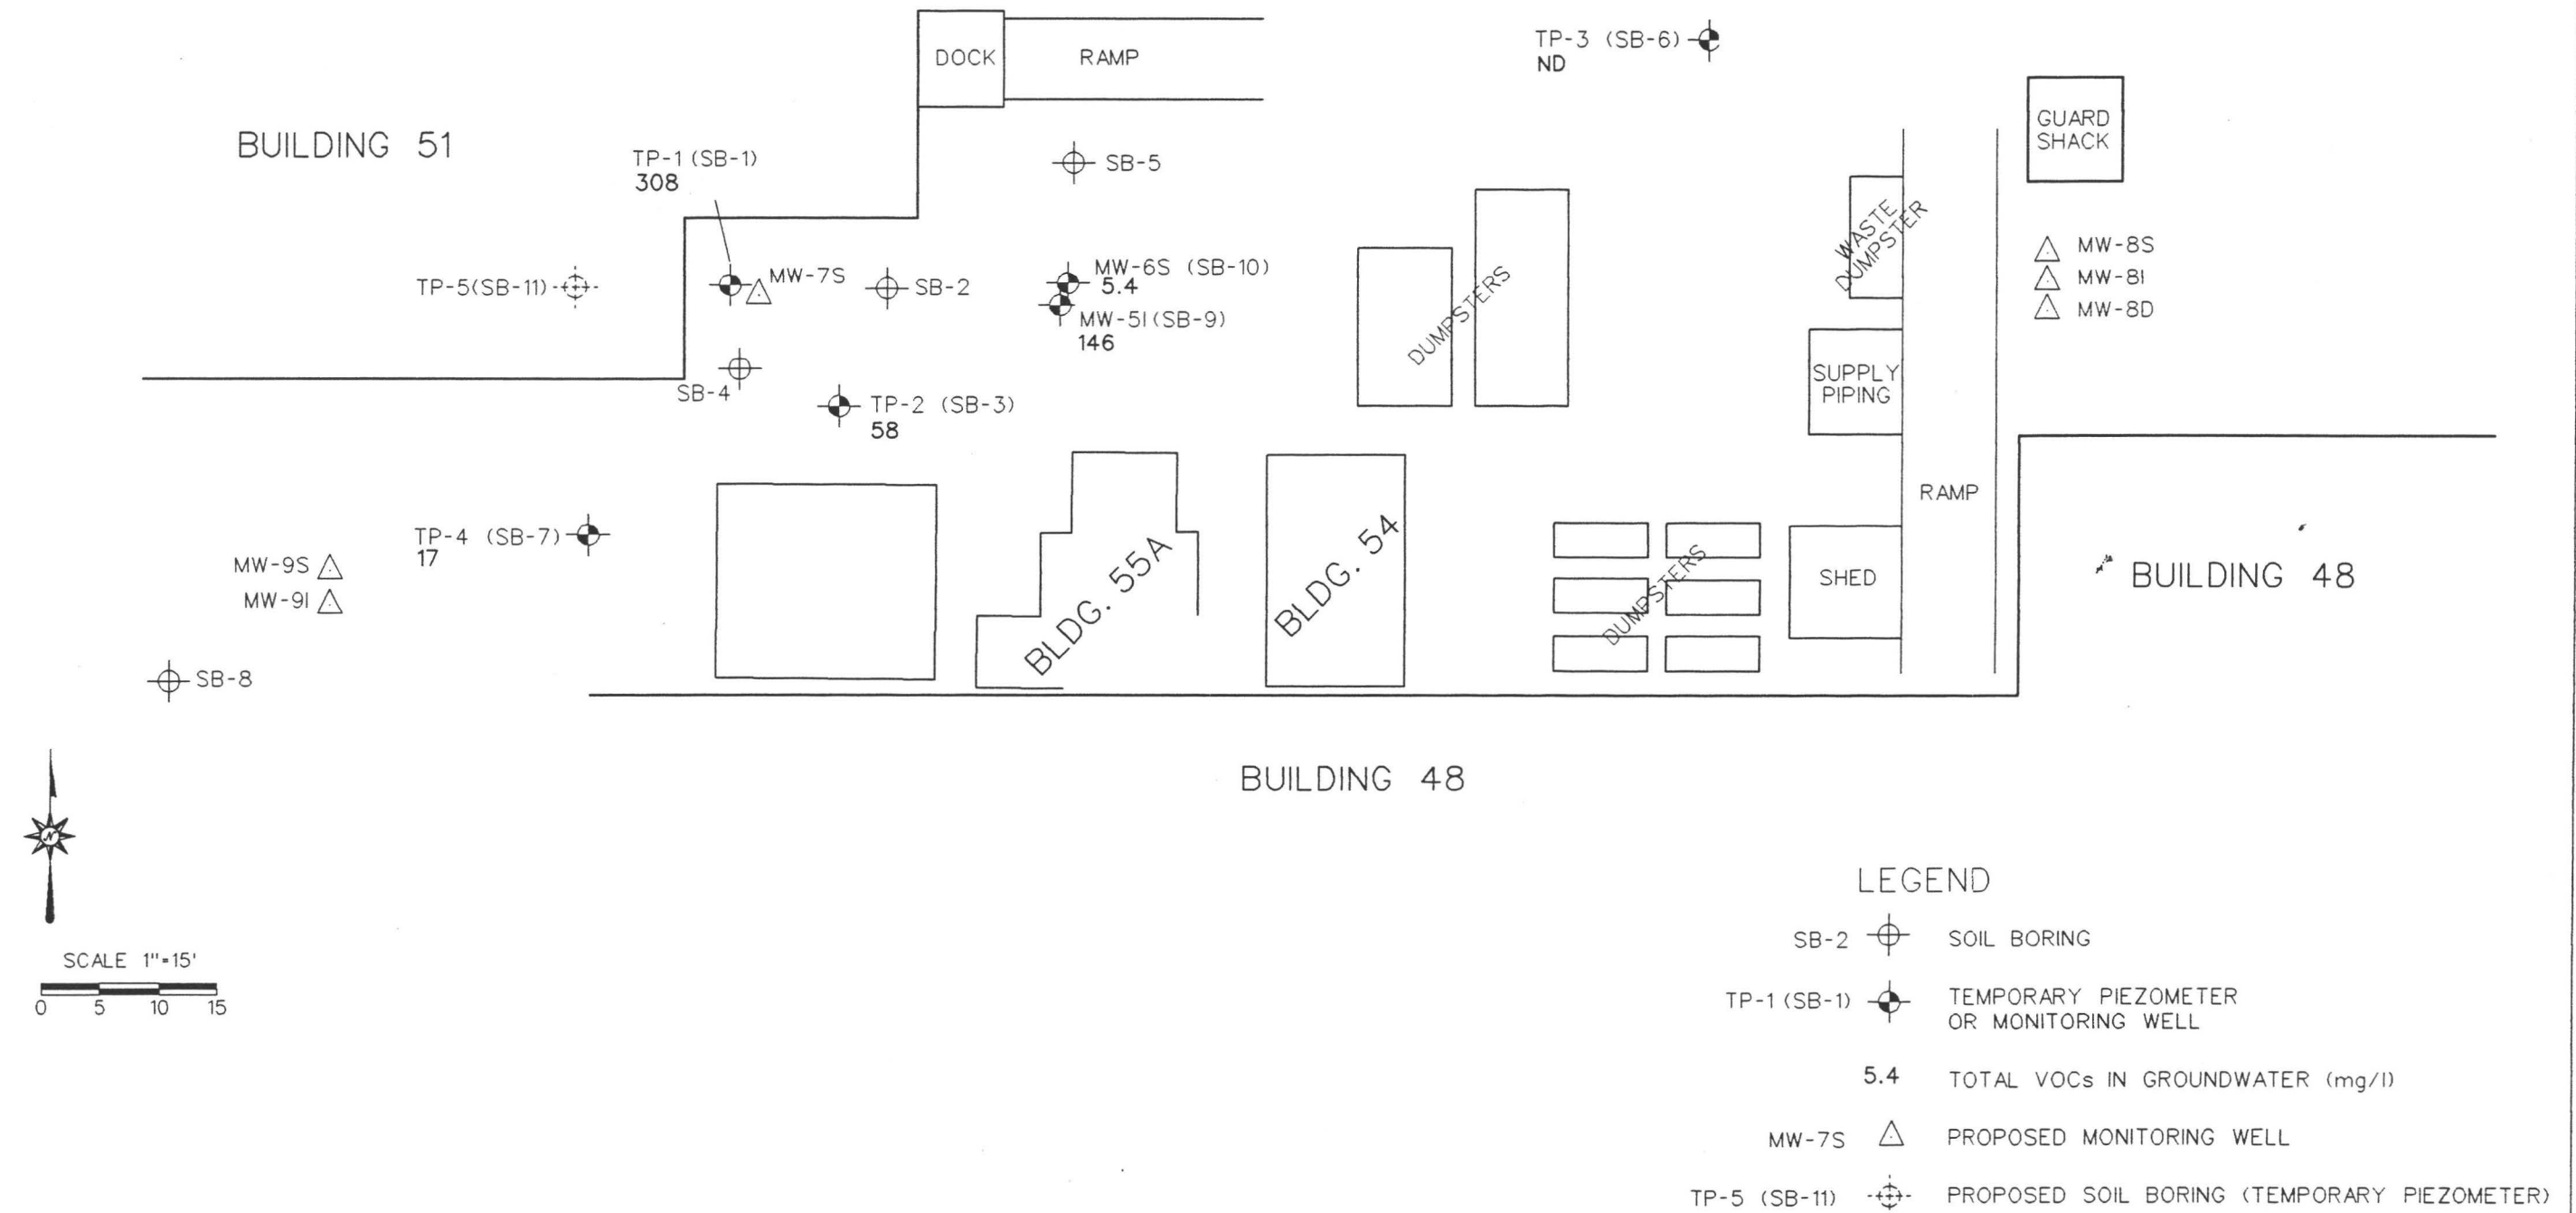 DOCK
RAMP
TP-3 (SB-6)
ND
GUARD
SHACK
BUILDING 51
TP-1 (SB-1)
308
SB-5
WASTE
DUMPSTER
TP-5(SB-11)
MW-7S
SB-2
MW-6S (SB-10)
5.4
MW-5I(SB-9)
146
DUMPSTERS
MW-8S
MW-8I
MW-8D
SB-4
TP-2 (SB-3)
58
SUPPLY
PIPING
RAMP
TP-4 (SB-7)
17
MW-9S
MW-9I
BLDG. 55A
BLDG. 54
DUMPSTERS
SHED
BUILDING 48
SB-8
BUILDING 48
N
SCALE 1"=15'
0 5 10 15
LEGEND
SB-2 SOIL BORING
TP-1 (SB-1) TEMPORARY PIEZOMETER
OR MONITORING WELL
5.4 TOTAL VOCs IN GROUNDWATER (mg/l)
MW-7S PROPOSED MONITORING WELL
TP-5 (SB-11) PROPOSED SOIL BORING (TEMPORARY PIEZOMETER)